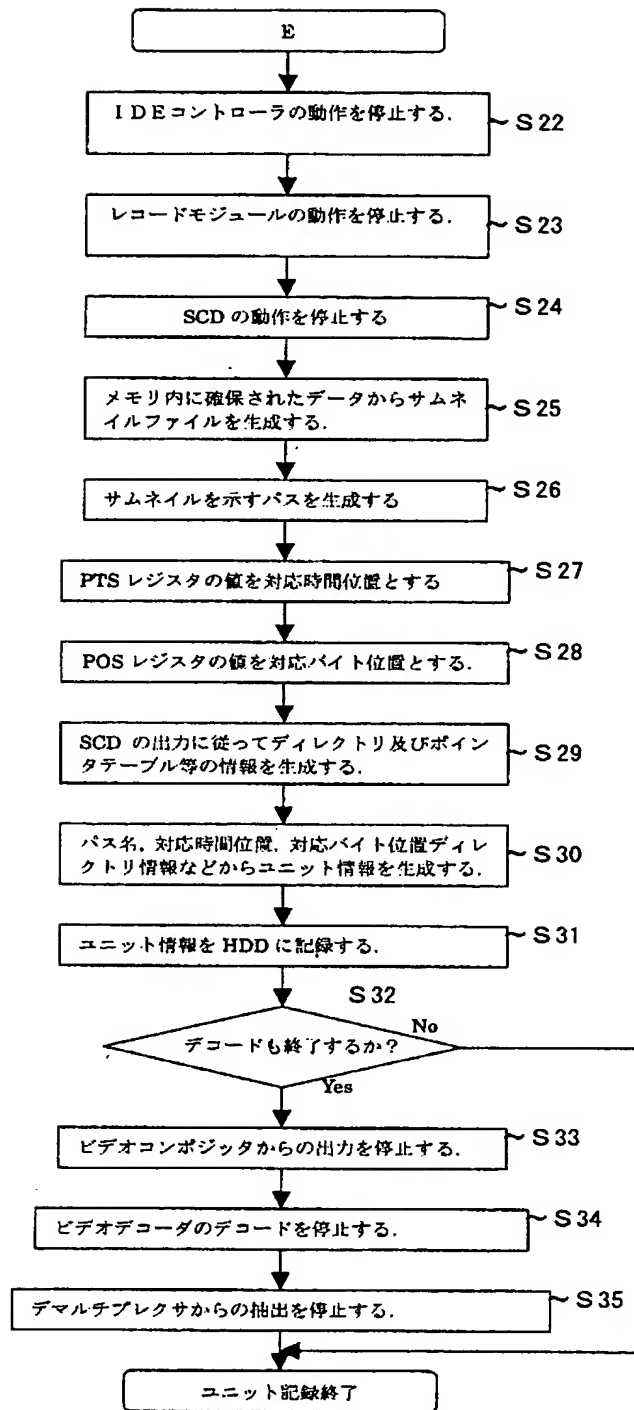 E
IDEコントローラの動作を停止する.
~S22
レコードモジュールの動作を停止する.
~S23
SCDの動作を停止する
~S24
メモリ内に確保されたデータからサムネ
イルファイルを生成する.
~S25
サムネイルを示すパスを生成する
~S26
PTSレジスタの値を対応時間位置とする
~S27
POSレジスタの値を対応バイト位置とする.
~S28
SCDの出力に従ってディレクトリ及びポイン
タテーブル等の情報を生成する.
~S29
パス名,対応時間位置,対応バイト位置ディレ
クトリ情報などからユニット情報を生成する.
~S30
ユニット情報をHDDに記録する.
~S31
S32
デコードも終了するか?
No
Yes
ビデオコンポジッタからの出力を停止する.
~S33
ビデオデコーダのデコードを停止する.
~S34
デマルチプレクサからの抽出を停止する.
~S35
ユニット記録終了